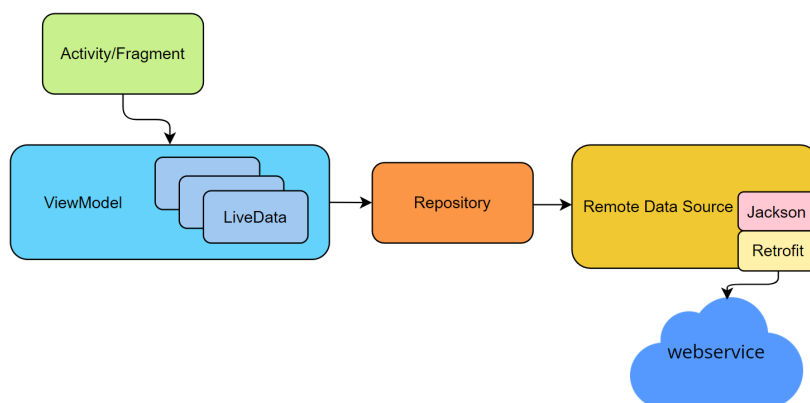 Activity/Fragment
ViewModel
LiveData
Repository
Remote Data Source
Jackson
Retrofit
webservice